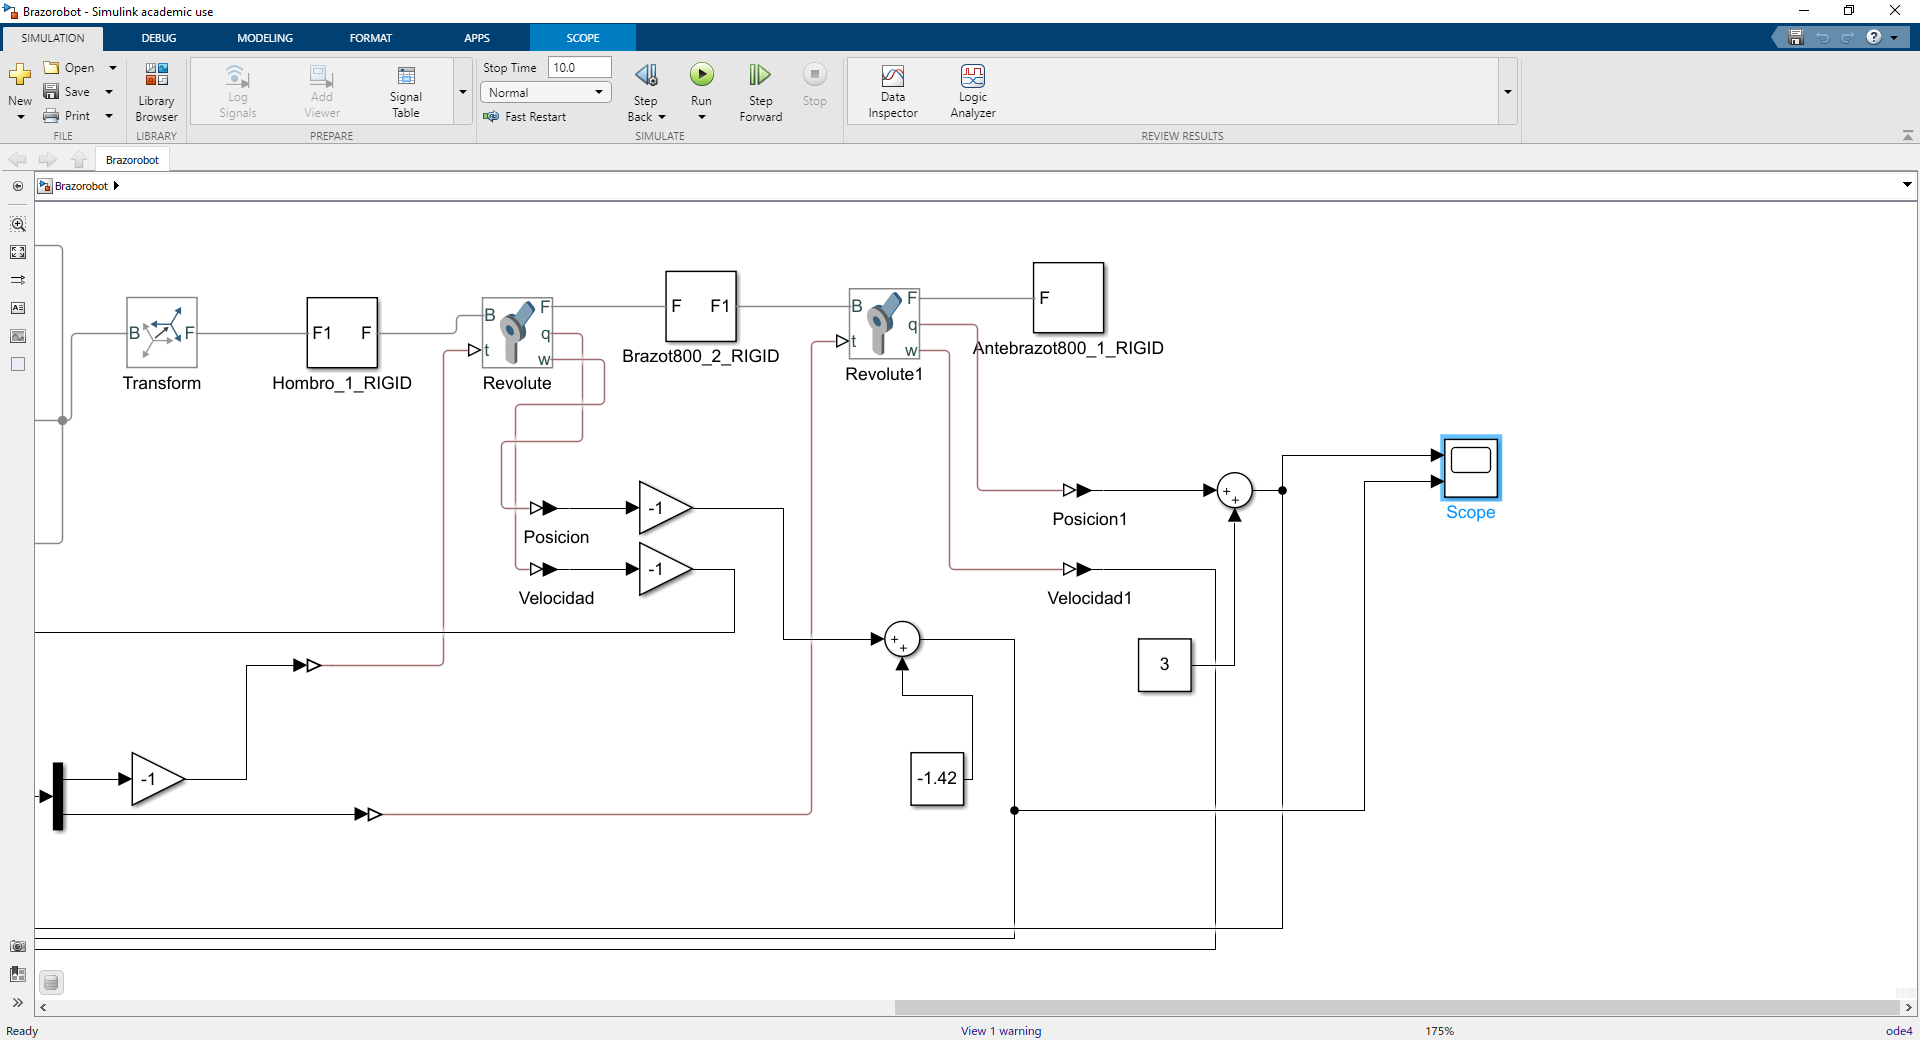 Brazorobot - Simulink academic use
SIMULATION DEBUG MODELING FORMAT APPS SCOPE
New
Open
Save
Print
FILE
Library Browser
LIBRARY
Log Signals
Add Viewer
Signal Table
PREPARE
Stop Time 10.0
Normal
Fast Restart
Step Back
Run
Step Forward
Stop
SIMULATE
Data Inspector
Logic Analyzer
REVIEW RESULTS
Brazorobot
Brazorobot
B F
Transform
F1 F
Hombro_1_RIGID
B F
q
t
w
Revolute
F F1
Brazot800_2_RIGID
B F
q
t
w
Revolute1
F
Antebrazot800_1_RIGID
-1
Posicion
-1
Velocidad
Posicion1
+
+
Scope
Velocidad1
+
+
3
-1
-1.42
Ready
View 1 warning
175%
ode4